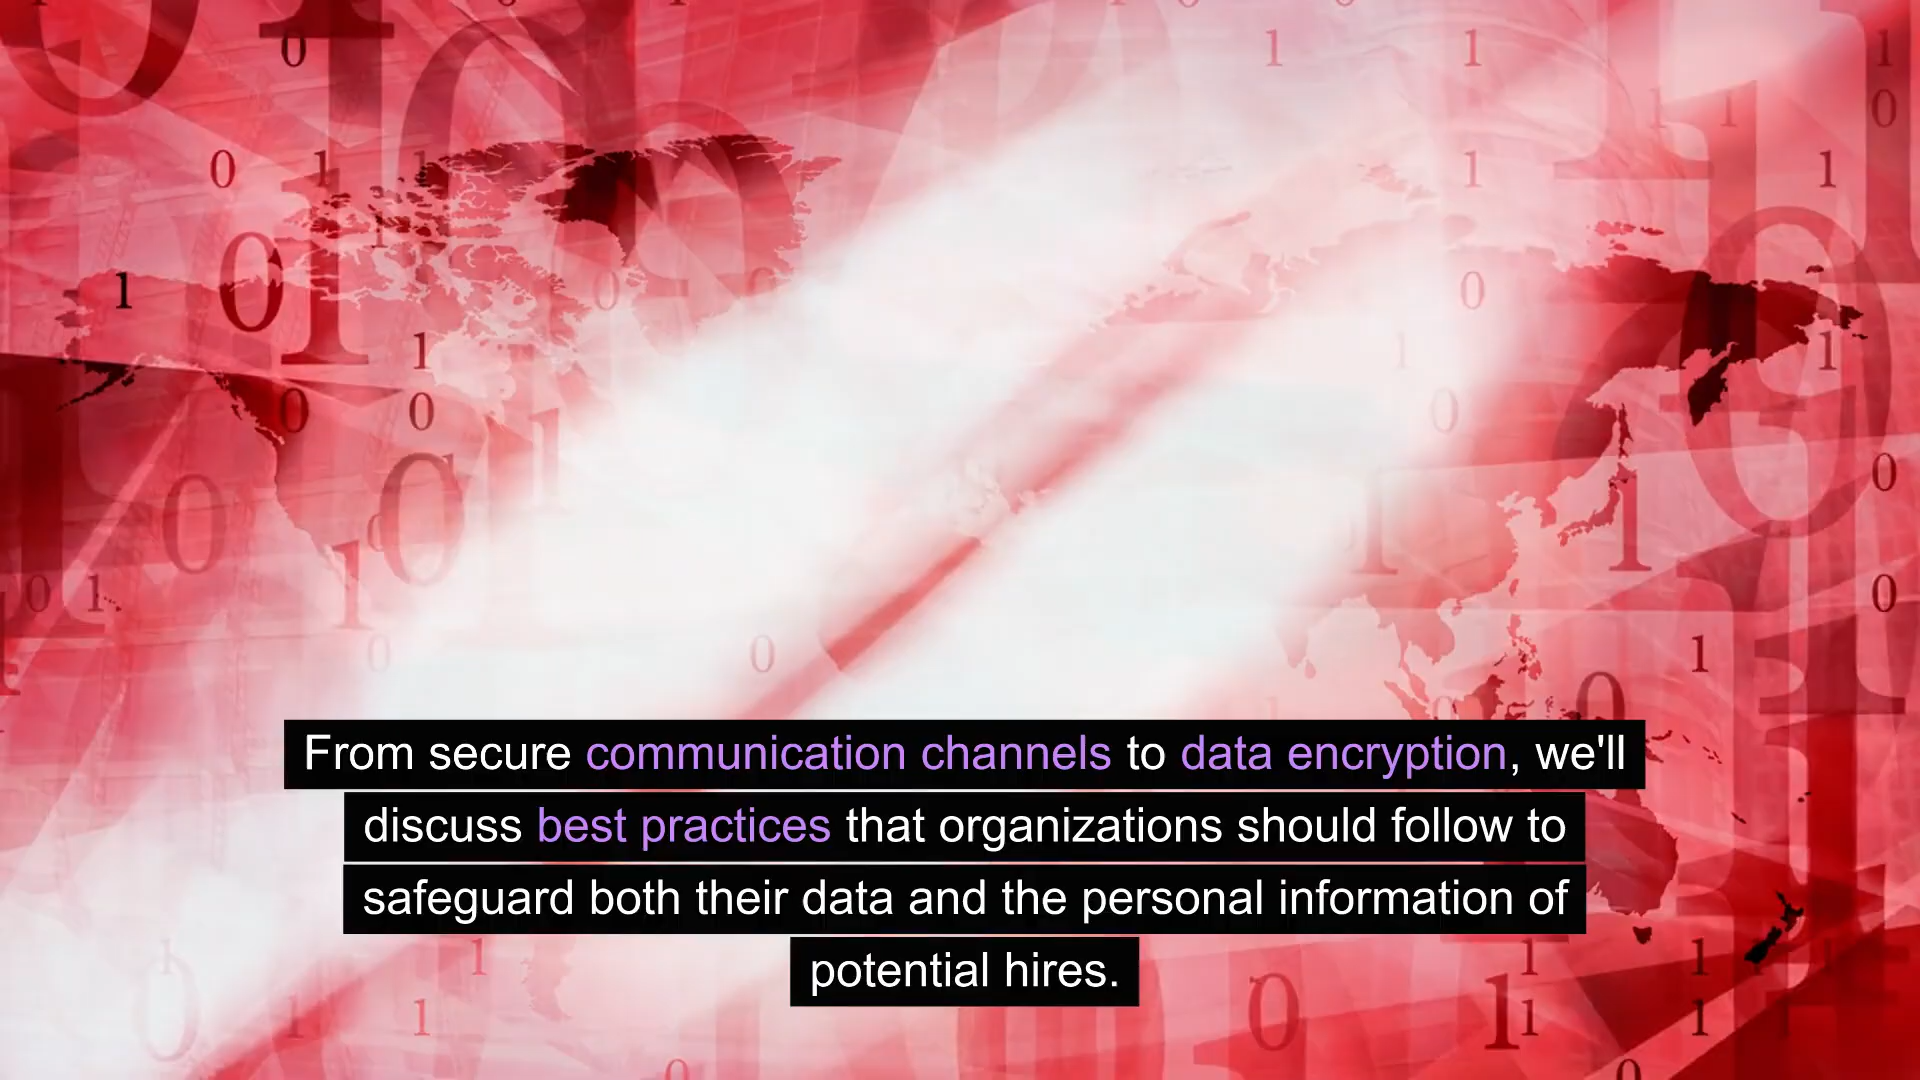 From secure communication channels to data encryption, we'll
discuss best practices that organizations should follow to
safeguard both their data and the personal information of
potential hires.